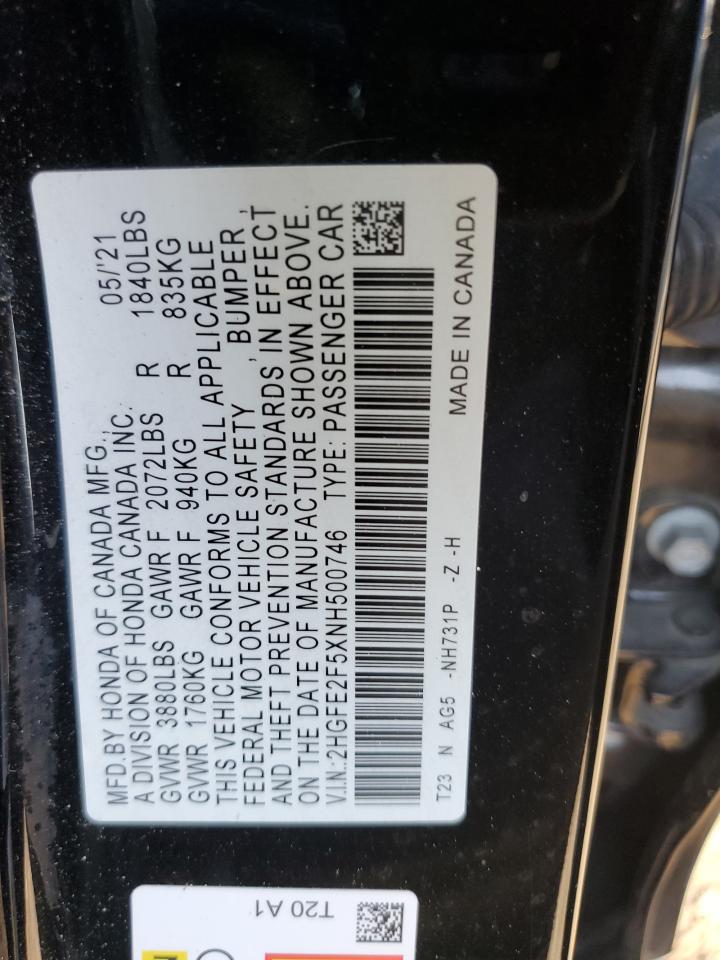 MFD.BY HONDA OF CANADA MFG., 05/'21
A DIVISION OF HONDA CANADA INC.
GVWR 3880LBS GAWR F 2072LBS R 1840LBS
GVWR 1760KG GAWR F 940KG R 835KG
THIS VEHICLE CONFORMS TO ALL APPLICABLE
FEDERAL MOTOR VEHICLE SAFETY , BUMPER,
AND THEFT PREVENTION STANDARDS IN EFFECT
ON THE DATE OF MANUFACTURE SHOWN ABOVE.
V.I.N.:2HGFE2F5XNH500746 TYPE: PASSENGER CAR
T23 N AG5 -NH731P -Z -H
MADE IN CANADA
T20 A1